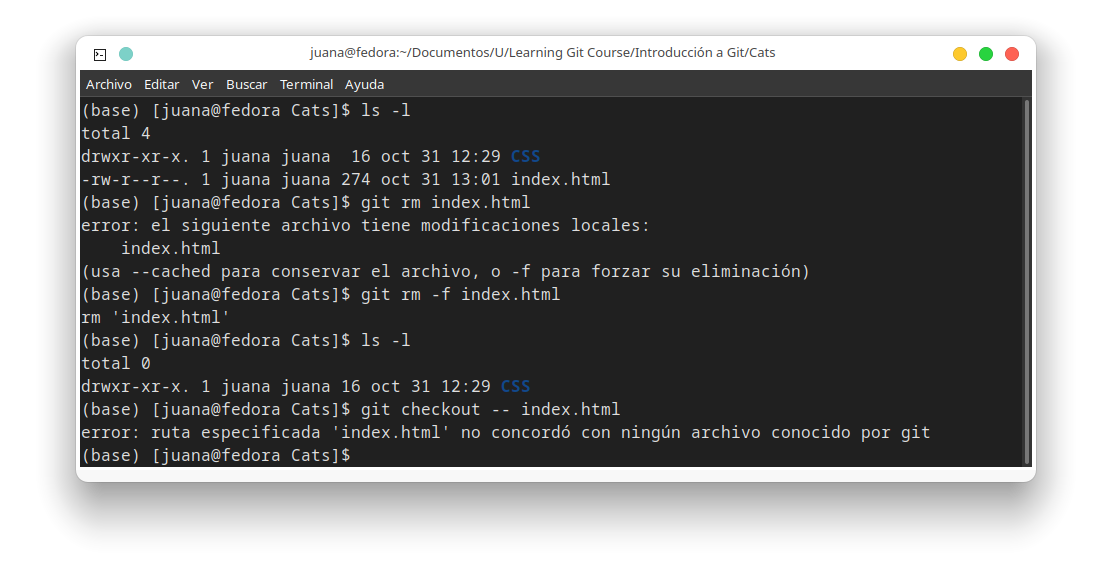 juana@fedora:~/Documentos/U/Learning Git Course/Introducción a Git/Cats
Archivo Editar Ver Buscar Terminal Ayuda
(base) [juana@fedora Cats]$ ls -l
total 4
drwxr-xr-x. 1 juana juana  16 oct 31 12:29 CSS
-rw-r--r--. 1 juana juana 274 oct 31 13:01 index.html
(base) [juana@fedora Cats]$ git rm index.html
error: el siguiente archivo tiene modificaciones locales:
    index.html
(usa --cached para conservar el archivo, o -f para forzar su eliminación)
(base) [juana@fedora Cats]$ git rm -f index.html
rm 'index.html'
(base) [juana@fedora Cats]$ ls -l
total 0
drwxr-xr-x. 1 juana juana 16 oct 31 12:29 CSS
(base) [juana@fedora Cats]$ git checkout -- index.html
error: ruta especificada 'index.html' no concordó con ningún archivo conocido por git
(base) [juana@fedora Cats]$